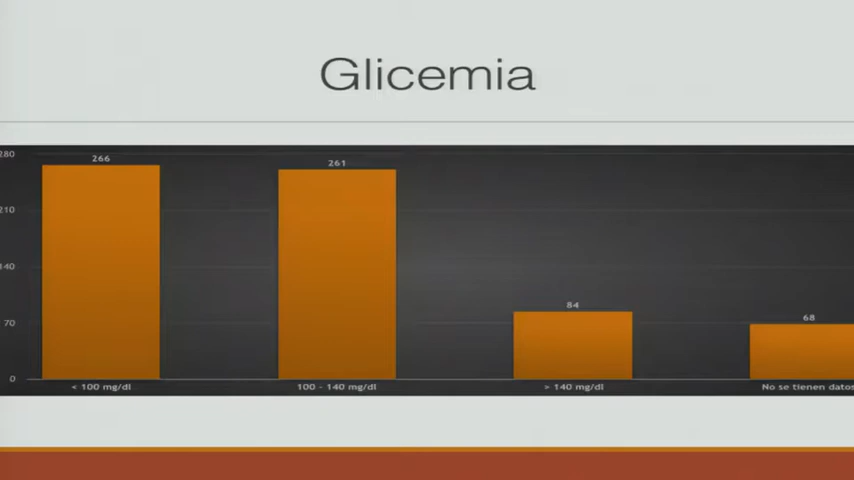 Glicemia
280
266
261
210
140
84
68
70
0
< 100 mg/dl
100 - 140 mg/dl
> 140 mg/dl
No se tienen datos